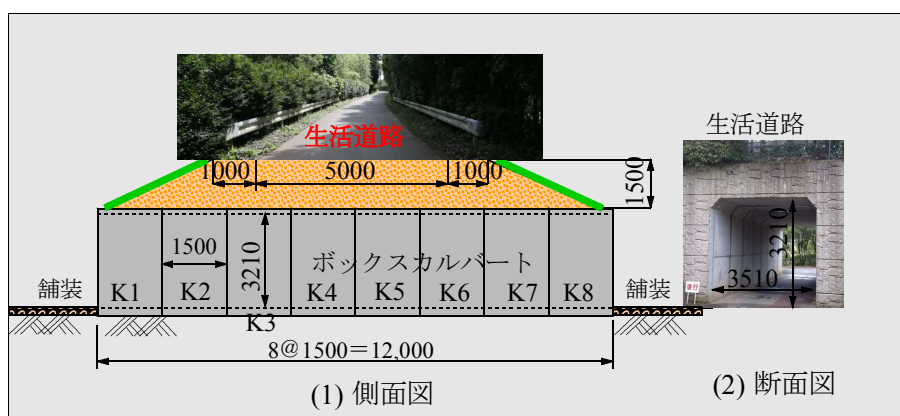 生活道路
1000
5000
1000
1500
1500
3210
ボックスカルバート
舗装
K1
K2
K3
K4
K5
K6
K7
K8
舗装
8@1500＝12,000
(1) 側面図
生活道路
3210
3510
(2) 断面図